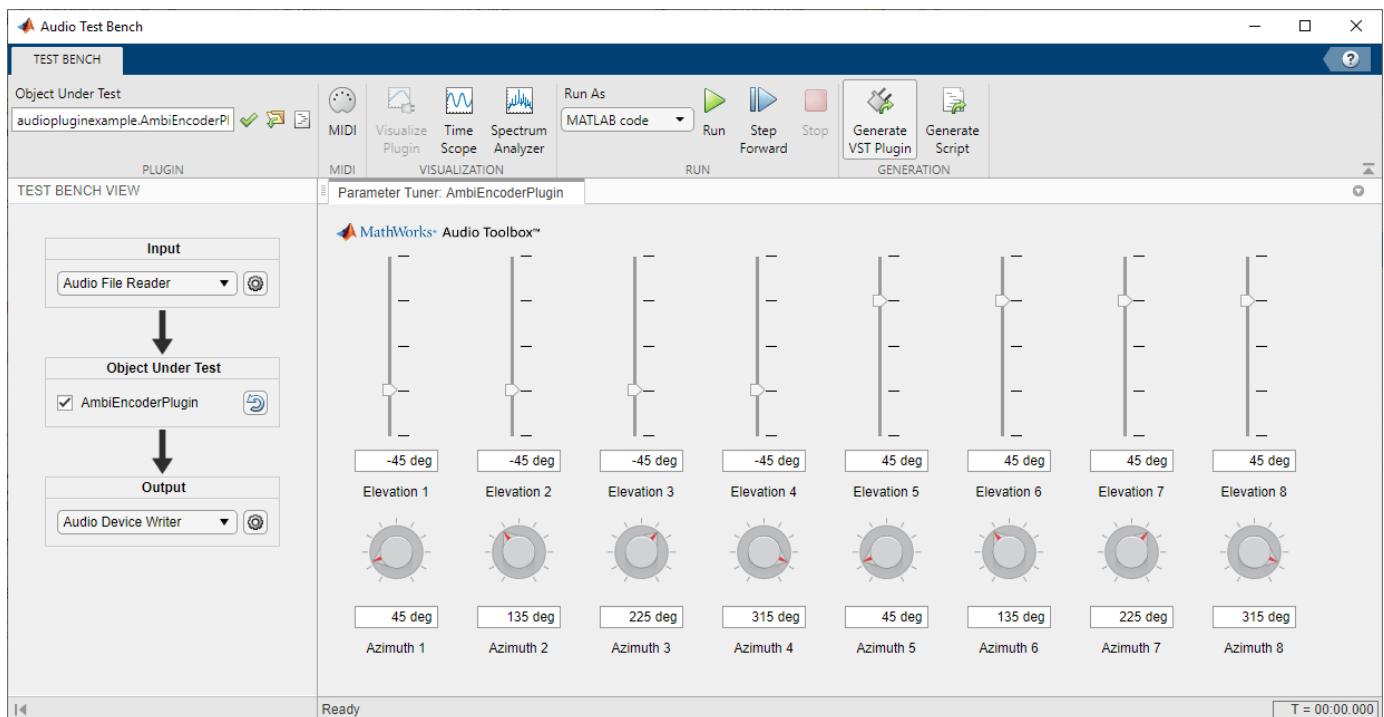 Audio Test Bench
TEST BENCH
?
Object Under Test
audiopluginexample.AmbiEncoderPl
MIDI
Visualize Plugin
Time Scope
Spectrum Analyzer
Run As
MATLAB code
Run
Step Forward
Stop
Generate VST Plugin
Generate Script
PLUGIN MIDI VISUALIZATION RUN GENERATION
TEST BENCH VIEW
Parameter Tuner: AmbiEncoderPlugin
Input
Audio File Reader
Object Under Test
AmbiEncoderPlugin
Output
Audio Device Writer
MathWorks® Audio Toolbox™
-45 deg -45 deg -45 deg -45 deg 45 deg 45 deg 45 deg 45 deg
Elevation 1 Elevation 2 Elevation 3 Elevation 4 Elevation 5 Elevation 6 Elevation 7 Elevation 8
45 deg 135 deg 225 deg 315 deg 45 deg 135 deg 225 deg 315 deg
Azimuth 1 Azimuth 2 Azimuth 3 Azimuth 4 Azimuth 5 Azimuth 6 Azimuth 7 Azimuth 8
Ready
T = 00:00.000